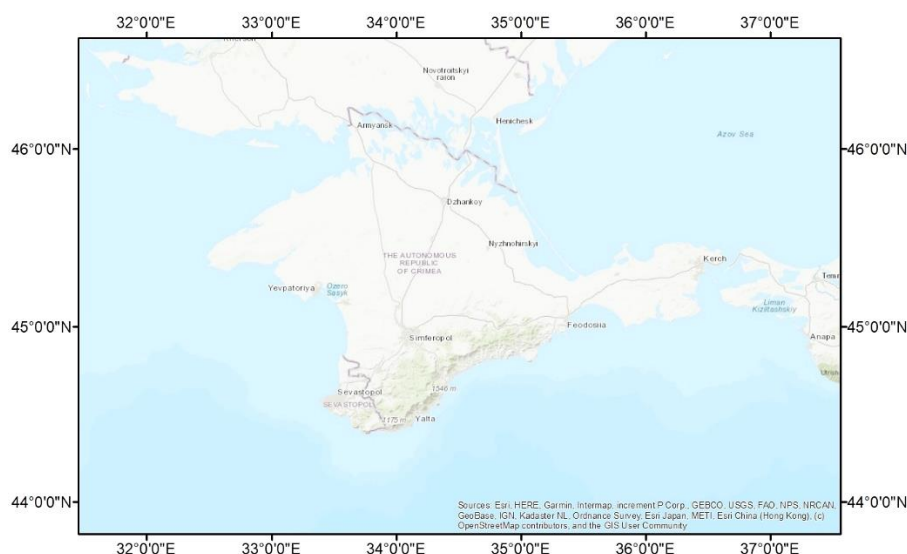 32°0'0"E 33°0'0"E 34°0'0"E 35°0'0"E 36°0'0"E 37°0'0"E
Novotroitskyi
raion
Henichesk
Armyansk
Azov Sea
46°0'0"N 46°0'0"N
Dzhankoy
Nyzhnohirskyi
THE AUTONOMOUS
REPUBLIC
OF CRIMEA
Kerch
Yevpatoriya
Ozero
Sasyk
Liman
Kiziltashskiy
45°0'0"N 45°0'0"N
Feodosiia
Simferopol
Anapa
1546 m
Sevastopol
SEVASTOPOL
1175 m
Yalta
44°0'0"N 44°0'0"N
Sources: Esri, HERE, Garmin, Intermap, increment P Corp., GEBCO, USGS, FAO, NPS, NRCAN,
GeoBase, IGN, Kadaster NL, Ordnance Survey, Esri Japan, METI, Esri China (Hong Kong), (c)
OpenStreetMap contributors, and the GIS User Community
32°0'0"E 33°0'0"E 34°0'0"E 35°0'0"E 36°0'0"E 37°0'0"E